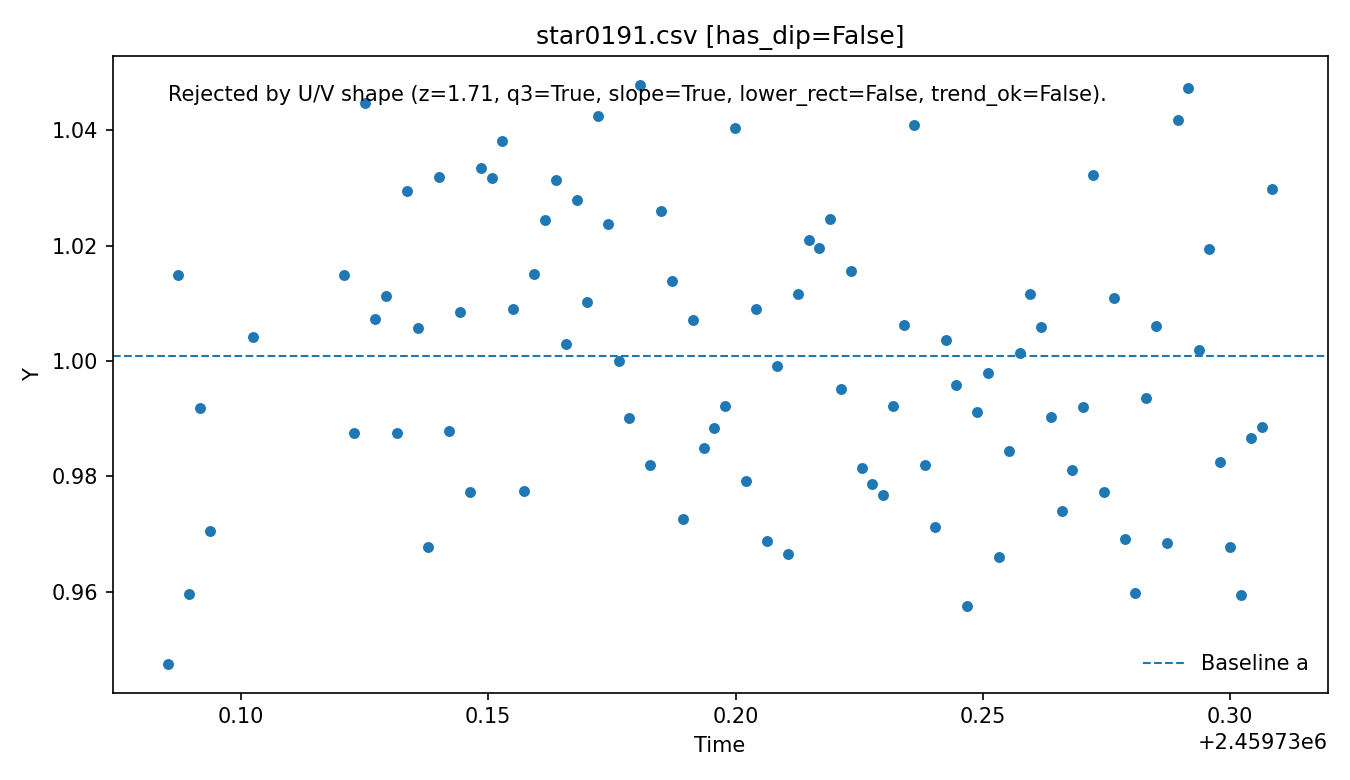 star0191.csv [has_dip=False]
Rejected by U/V shape (z=1.71, q3=True, slope=True, lower_rect=False, trend_ok=False).
1.04
1.02
1.00
0.98
0.96
Y
Baseline a
0.10 0.15 0.20 0.25 0.30
Time
+2.45973e6